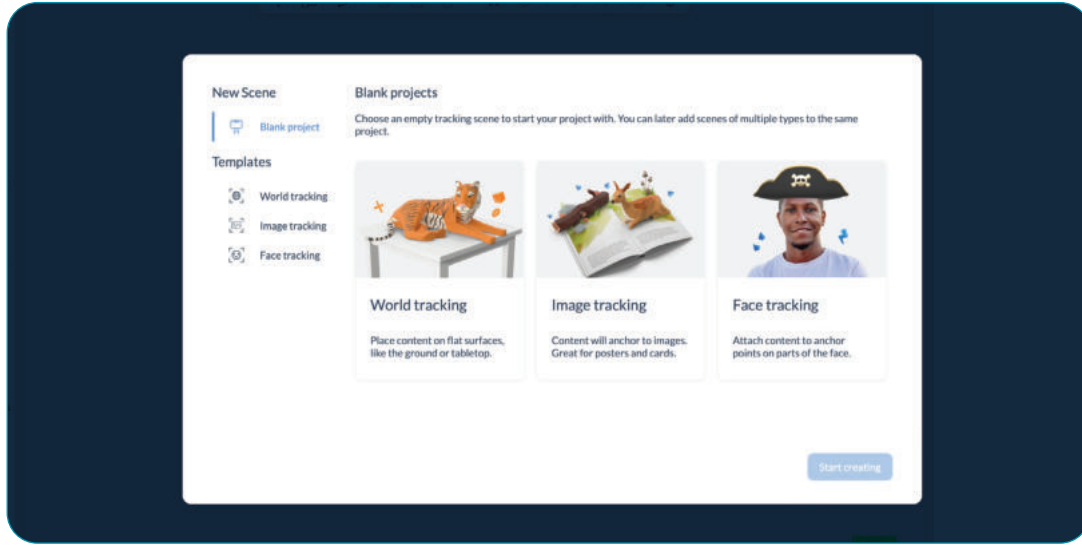 New Scene
Blank project
Templates
World tracking
Image tracking
Face tracking
Blank projects
Choose an empty tracking scene to start your project with. You can later add scenes of multiple types to the same
project.
World tracking
Place content on flat surfaces,
like the ground or tabletop.
Image tracking
Content will anchor to images.
Great for posters and cards.
Face tracking
Attach content to anchor
points on parts of the face.
Start creating